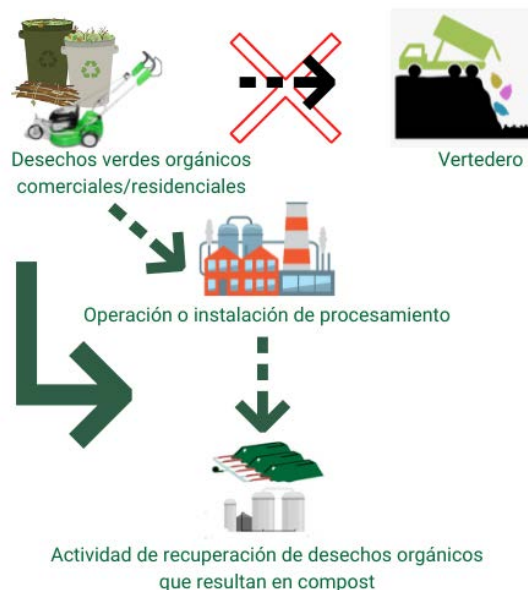 Desechos verdes orgánicos
comerciales/residenciales
Vertedero
Operación o instalación de procesamiento
Actividad de recuperación de desechos orgánicos
que resultan en compost